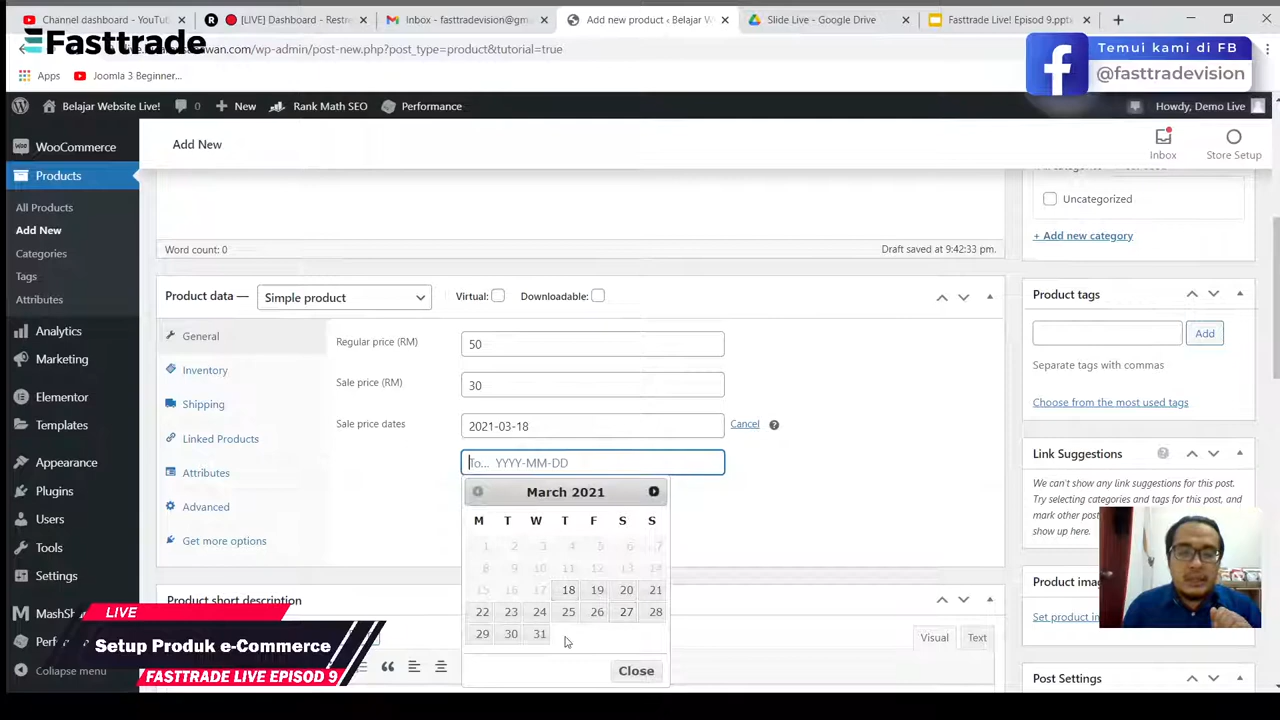 Channel dashboard - YouTu
[LIVE] Dashboard - Restre
Inbox - fasttradevision@gm
Add new product ‹ Belajar W
Slide Live - Google Drive
Fasttrade Live! Episod 9.pptx
Fasttrade
wp-admin/post-new.php?post_type=product&tutorial=true
Temui kami di FB
@fasttradevision
Apps
Joomla 3 Beginner...
Belajar Website Live!
0
New
Rank Math SEO
Performance
Howdy, Demo Live
WooCommerce
Products
All Products
Add New
Categories
Tags
Attributes
Analytics
Marketing
Elementor
Templates
Appearance
Plugins
Users
Tools
Settings
MashSh
Perf
Collapse menu
Add New
Inbox
Store Setup
Word count: 0
Draft saved at 9:42:33 pm.
Product data —
Simple product
Virtual:
Downloadable:
General
Inventory
Shipping
Linked Products
Attributes
Advanced
Get more options
Regular price (RM)
50
Sale price (RM)
30
Sale price dates
2021-03-18
Cancel
To... YYYY-MM-DD
March 2021
M T W T F S S
1 2 3 4 5 6 7
8 9 10 11 12 13 14
15 16 17 18 19 20 21
22 23 24 25 26 27 28
29 30 31
Close
Product short description
Visual
Text
Uncategorized
+ Add new category
Product tags
Add
Separate tags with commas
Choose from the most used tags
Link Suggestions
We can't show any link suggestions for this post.
Try selecting categories and tags for this post, and
mark other post
show up here.
Product imag
Set product ima
Post Settings
LIVE
Setup Produk e-Commerce
FASTTRADE LIVE EPISOD 9